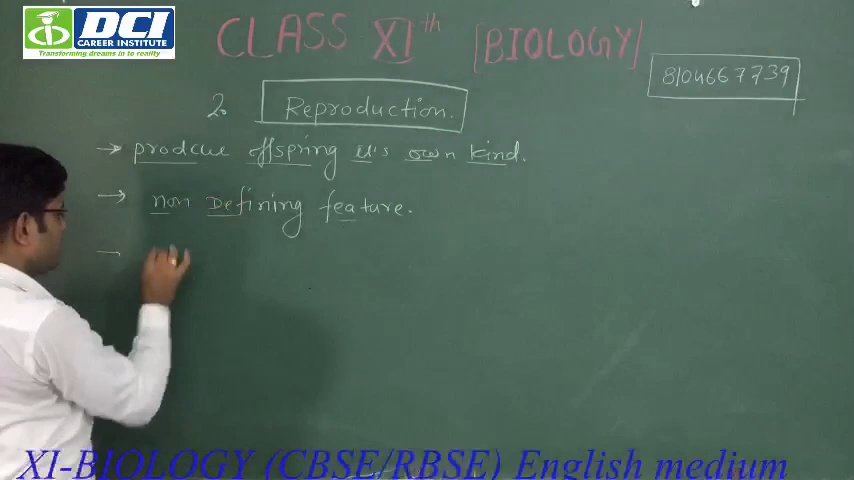 DCI
CAREER INSTITUTE
Transforming dreams in to reality
CLASS XIth [BIOLOGY]
8104667739
2. Reproduction.
→ prodcue offspring it's own kind.
→ non Defining feature.
XI-BIOLOGY (CBSE/RBSE) English medium